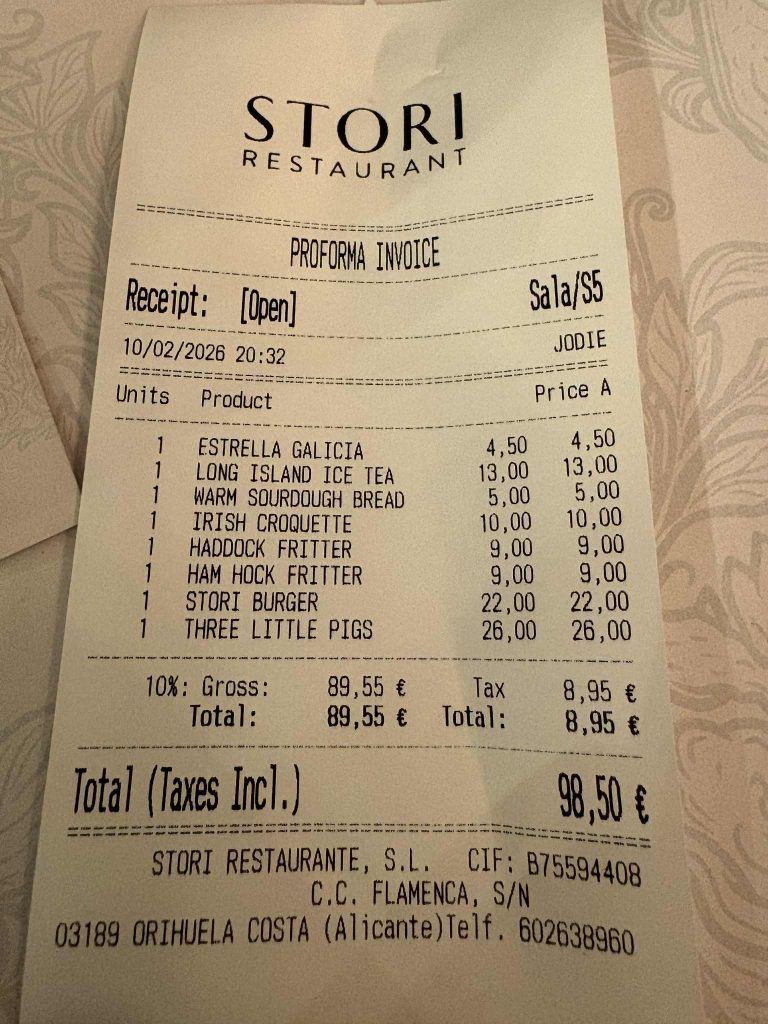 STORI
RESTAURANT
PROFORMA INVOICE
Receipt: [Open] Sala/S5
10/02/2026 20:32 JODIE
Units Product Price A
1 ESTRELLA GALICIA 4,50 4,50
1 LONG ISLAND ICE TEA 13,00 13,00
1 WARM SOURDOUGH BREAD 5,00 5,00
1 IRISH CROQUETTE 10,00 10,00
1 HADDOCK FRITTER 9,00 9,00
1 HAM HOCK FRITTER 9,00 9,00
1 STORI BURGER 22,00 22,00
1 THREE LITTLE PIGS 26,00 26,00
10%: Gross: 89,55 € Tax 8,95 €
Total: 89,55 € Total: 8,95 €
Total (Taxes Incl.) 98,50 €
STORI RESTAURANTE, S.L. CIF: B75594408
C.C. FLAMENCA, S/N
03189 ORIHUELA COSTA (Alicante)Telf. 602638960